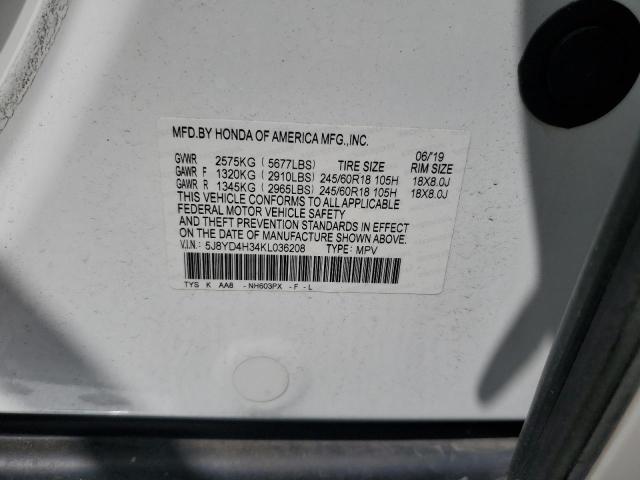 MFD.BY HONDA OF AMERICA MFG.,INC.
06/'19
GVWR 2575KG ( 5677LBS) TIRE SIZE RIM SIZE
GAWR F 1320KG ( 2910LBS) 245/60R18 105H 18X8.0J
GAWR R 1345KG ( 2965LBS) 245/60R18 105H 18X8.0J
THIS VEHICLE CONFORMS TO ALL APPLICABLE
FEDERAL MOTOR VEHICLE SAFETY
AND THEFT PREVENTION STANDARDS IN EFFECT
ON THE DATE OF MANUFACTURE SHOWN ABOVE.
V.I.N.: 5J8YD4H34KL036208 TYPE: MPV
TYS K AA8 - NH603PX - F - L